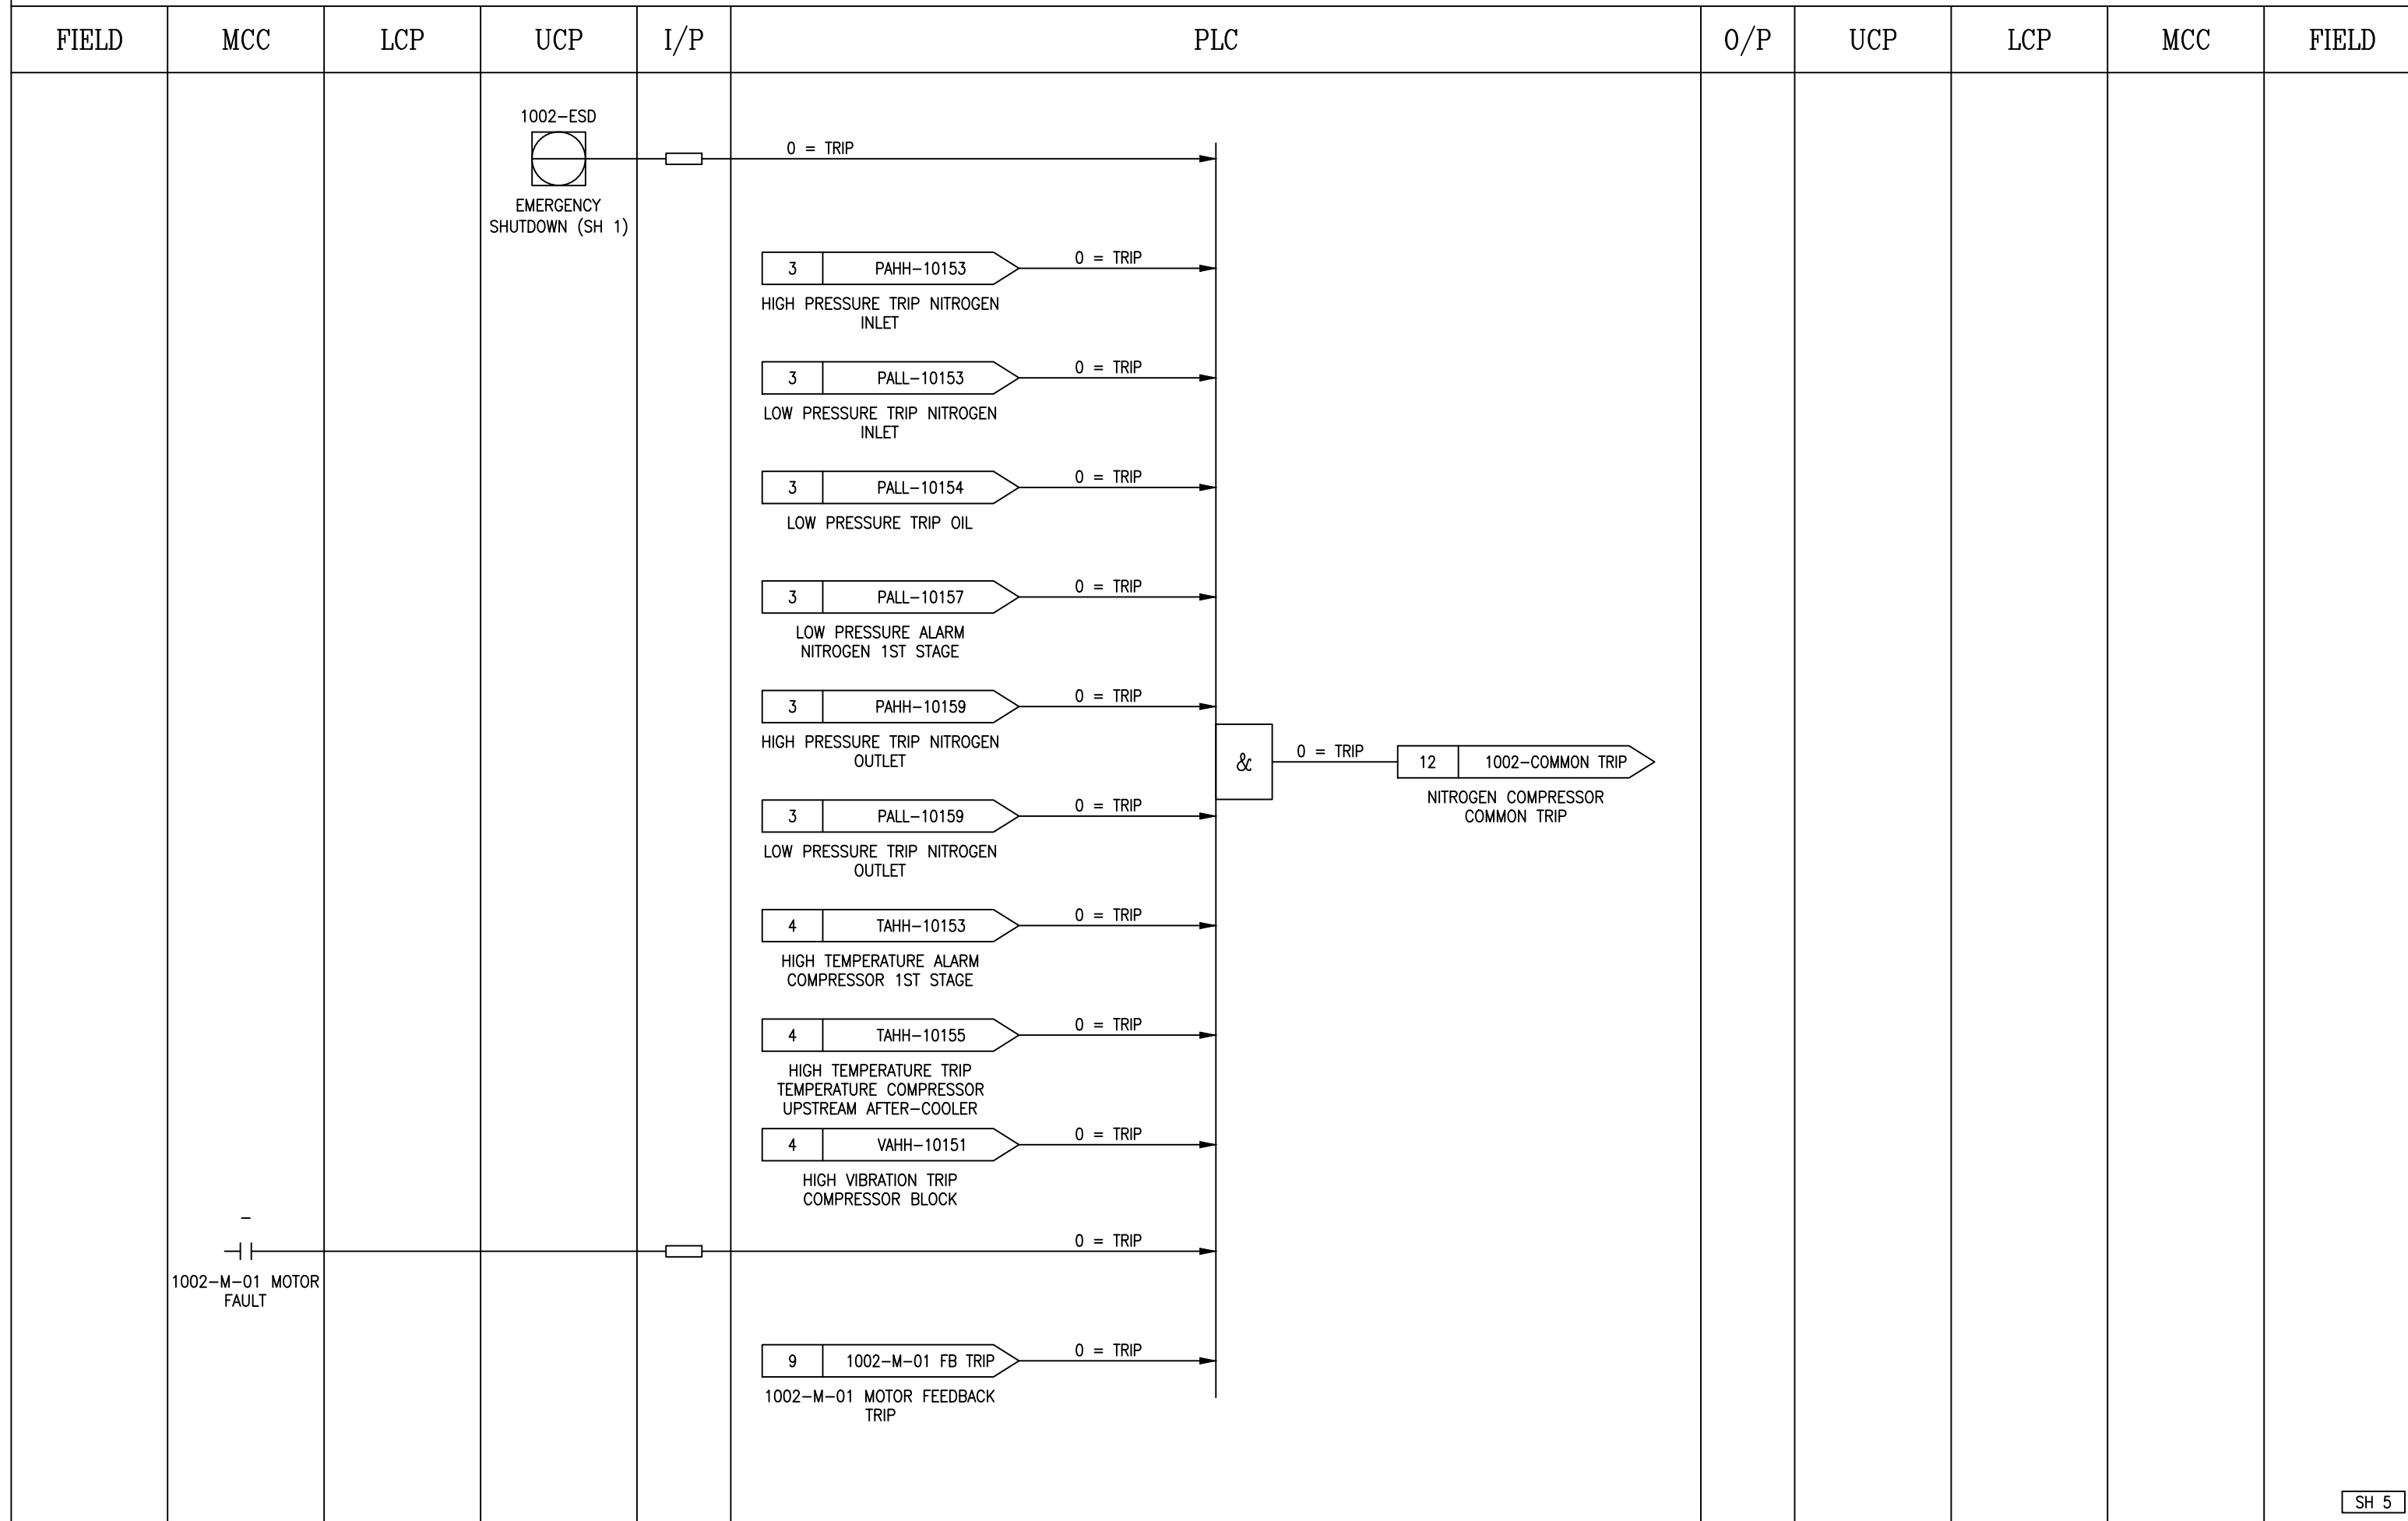 FIELD MCC LCP UCP I/P PLC O/P UCP LCP MCC FIELD
1002-ESD
0 = TRIP
EMERGENCY
SHUTDOWN (SH 1)
3 PAHH-10153 0 = TRIP
HIGH PRESSURE TRIP NITROGEN
INLET
3 PALL-10153 0 = TRIP
LOW PRESSURE TRIP NITROGEN
INLET
3 PALL-10154 0 = TRIP
LOW PRESSURE TRIP OIL
3 PALL-10157 0 = TRIP
LOW PRESSURE ALARM
NITROGEN 1ST STAGE
3 PAHH-10159 0 = TRIP
HIGH PRESSURE TRIP NITROGEN
OUTLET
& 0 = TRIP 12 1002-COMMON TRIP
NITROGEN COMPRESSOR
COMMON TRIP
3 PALL-10159 0 = TRIP
LOW PRESSURE TRIP NITROGEN
OUTLET
4 TAHH-10153 0 = TRIP
HIGH TEMPERATURE ALARM
COMPRESSOR 1ST STAGE
4 TAHH-10155 0 = TRIP
HIGH TEMPERATURE TRIP
TEMPERATURE COMPRESSOR
UPSTREAM AFTER-COOLER
4 VAHH-10151 0 = TRIP
HIGH VIBRATION TRIP
COMPRESSOR BLOCK
-
0 = TRIP
1002-M-01 MOTOR
FAULT
9 1002-M-01 FB TRIP 0 = TRIP
1002-M-01 MOTOR FEEDBACK
TRIP
SH 5